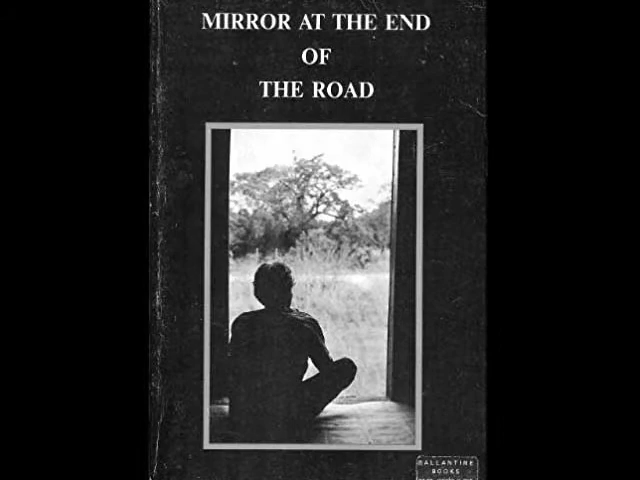 MIRROR AT THE END
OF
THE ROAD
BALLANTINE
BOOKS